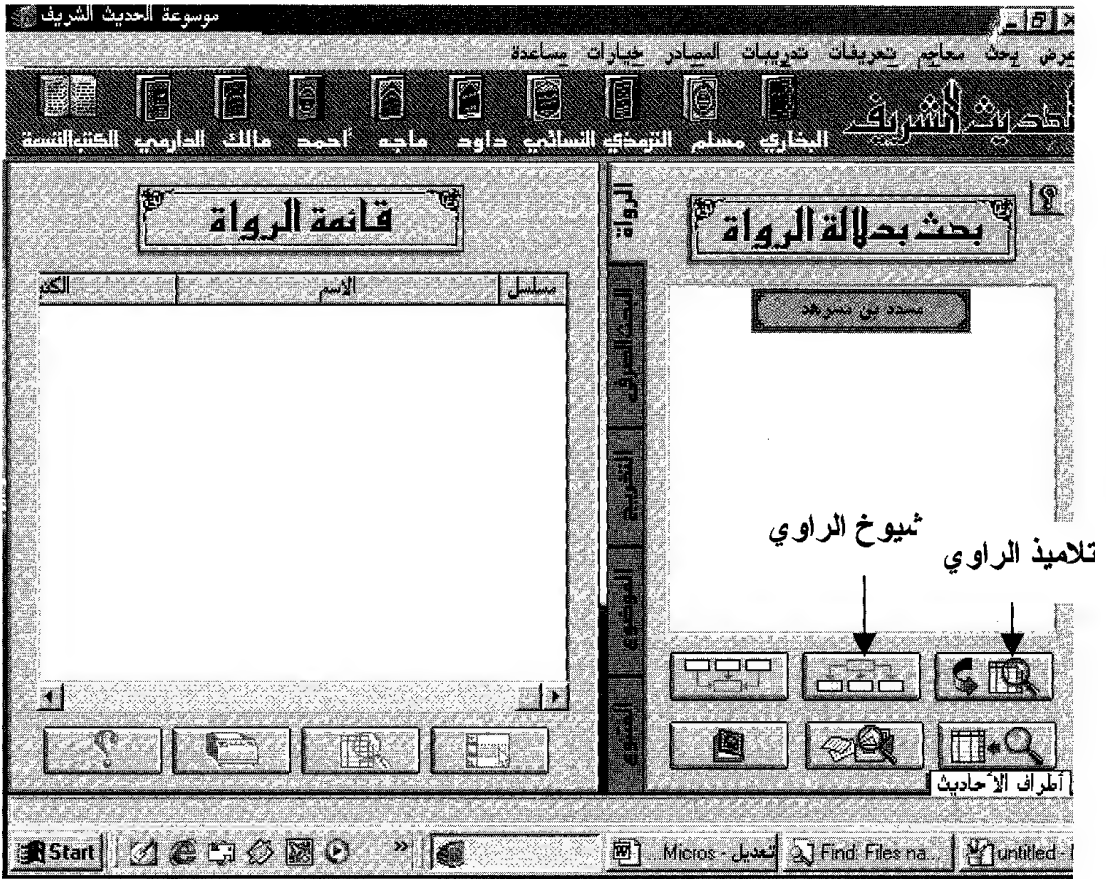 موسوعة الحديث الشريف
عرض بحث معاجم تعريفات تدريبات المصادر خيارات مساعدة
الحديث الشريف
البخاري مسلم الترمذي النسائي داود ماجه أحمد مالك الدارمي الكتب التسعة
بحث بدلالة الرواة
مسدد بن مسرهد
شيوخ الراوي
تلاميذ الراوي
أطراف الأحاديث
الرواة
قائمة الرواة
مسلسل الاسم الكتب
Start
»
Micros - تعديل ...
Find: Files na...
untitled -